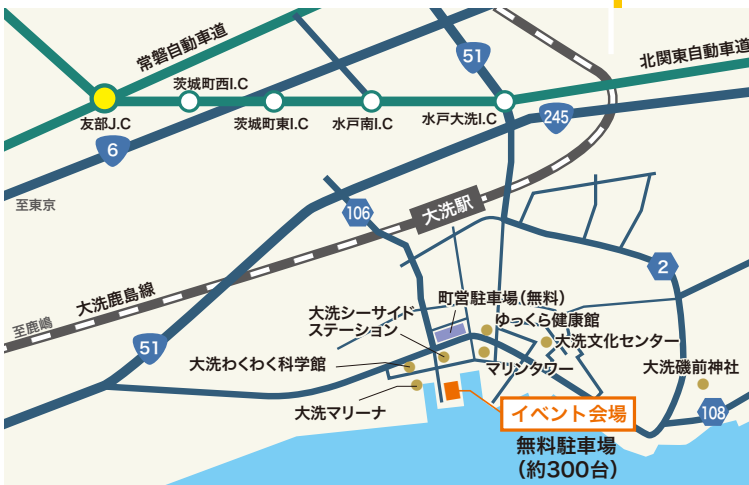 常磐自動車道
51
北関東自動車道
茨城町西I.C
友部J.C
茨城町東I.C
水戸南I.C
水戸大洗I.C
245
6
至東京
106
大洗駅
2
大洗鹿島線
至鹿嶋
51
町営駐車場(無料)
大洗シーサイド
ステーション
ゆっくら健康館
大洗文化センター
大洗わくわく科学館
マリンタワー
大洗磯前神社
大洗マリーナ
イベント会場
108
無料駐車場
(約300台)